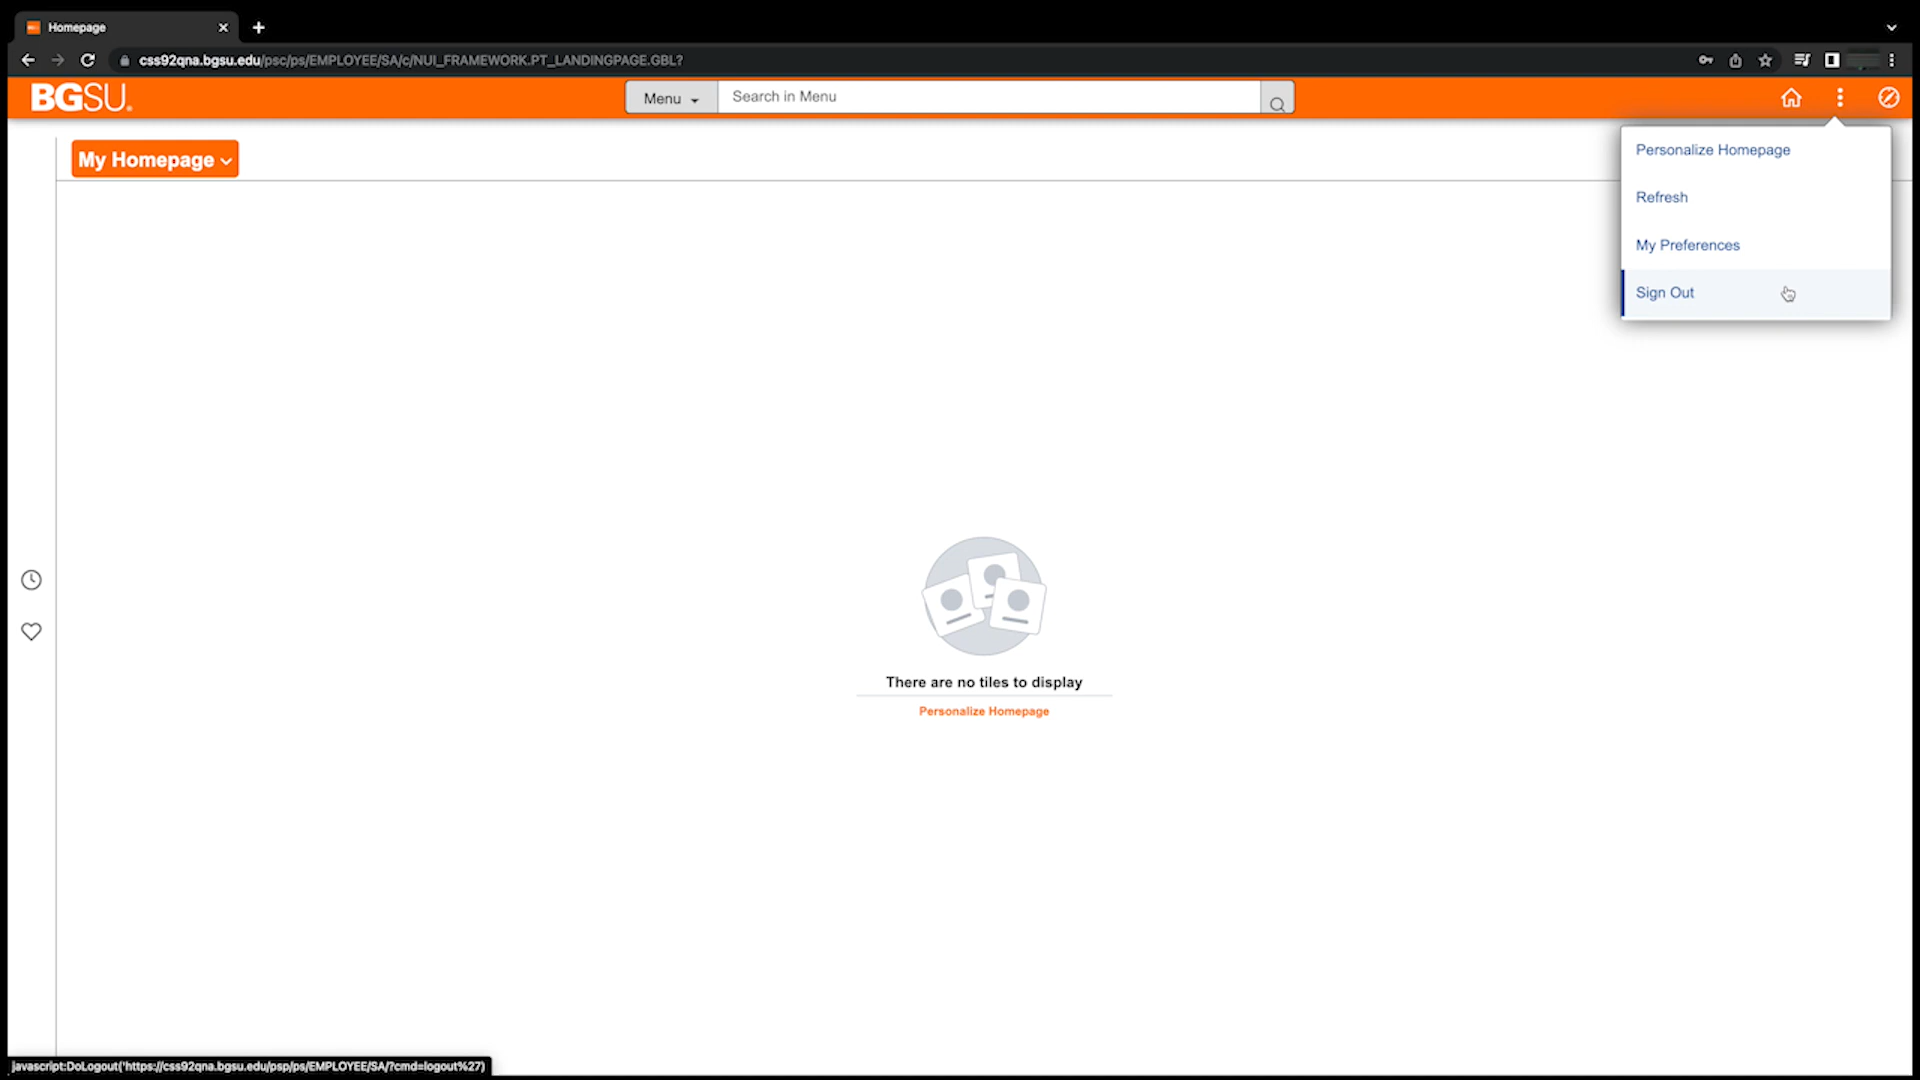 Homepage
css92qna.bgsu.edu/psc/ps/EMPLOYEE/SA/c/NUI_FRAMEWORK.PT_LANDINGPAGE.GBL?
BGSU.
Menu
Search in Menu
My Homepage
Personalize Homepage
Refresh
My Preferences
Sign Out
There are no tiles to display
Personalize Homepage
javascript:DoLogout('https://css92qna.bgsu.edu/psp/ps/EMPLOYEE/SA/?cmd=logout%27)